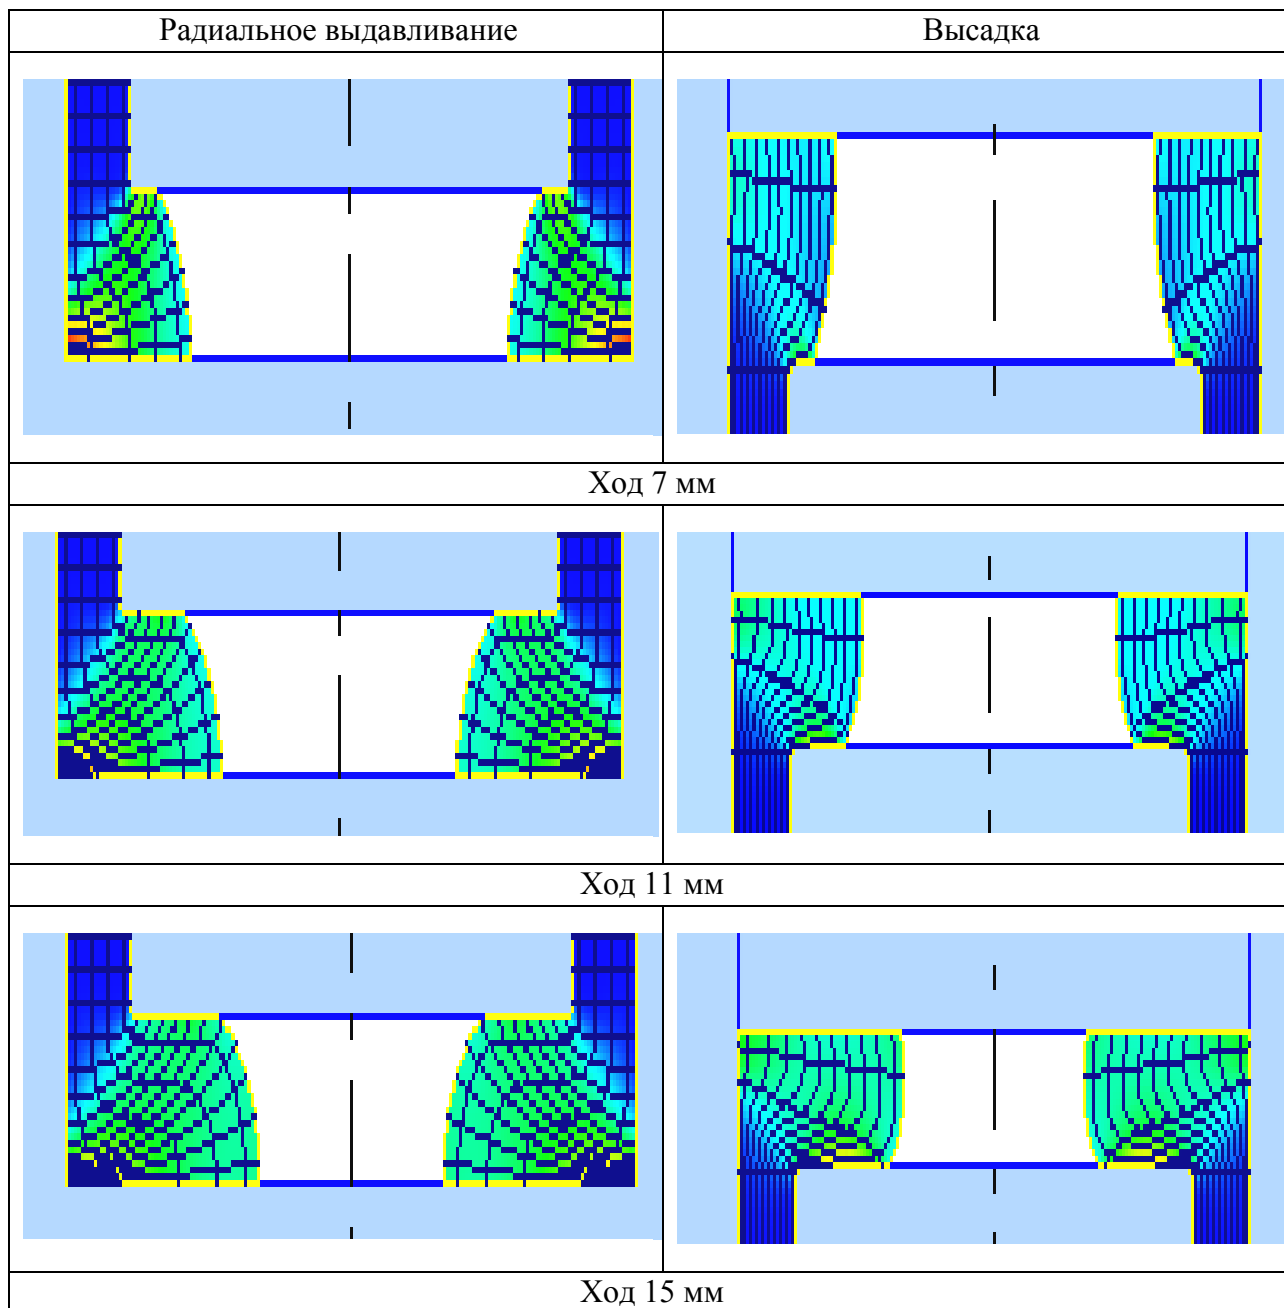 Радиальное выдавливание
Высадка
Ход 7 мм
Ход 11 мм
Ход 15 мм